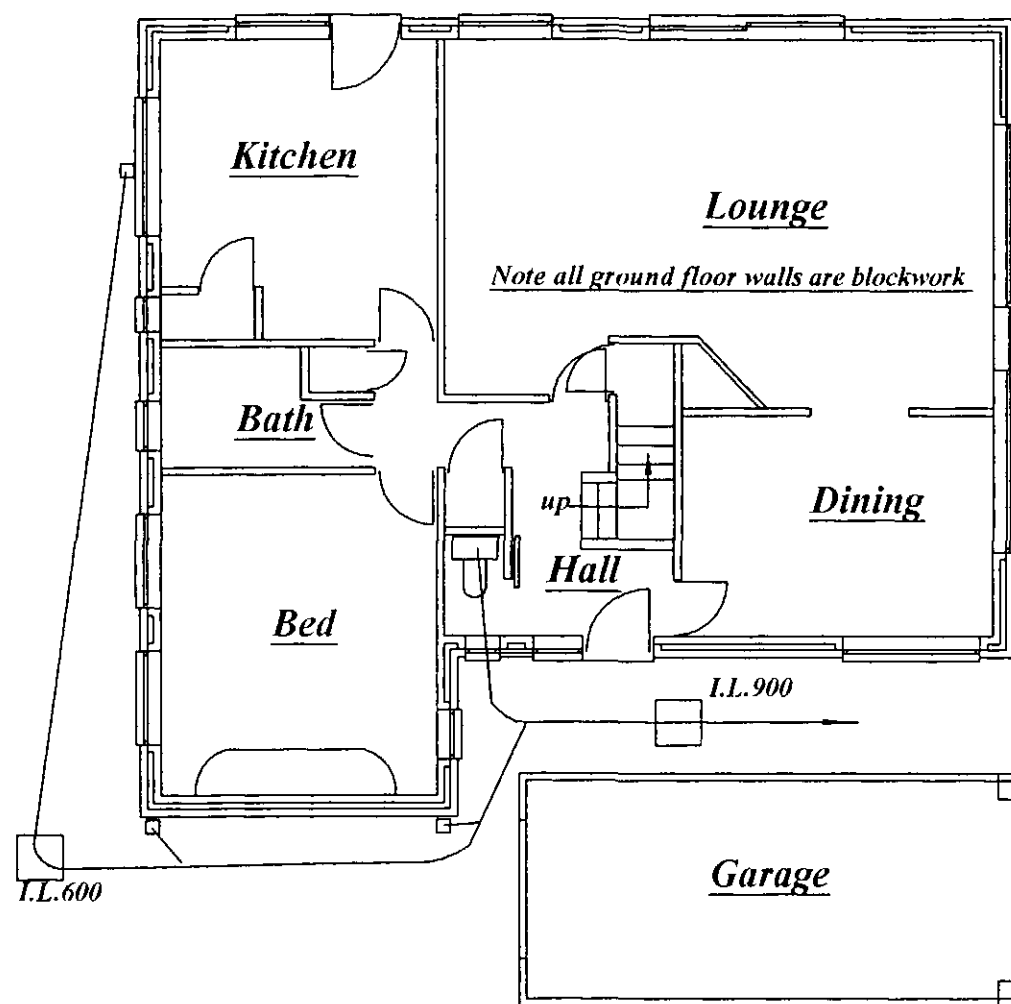 Kitchen
Lounge
Note all ground floor walls are blockwork
Bath
up
Dining
Hall
Bed
I.L.900
Garage
I.L.600